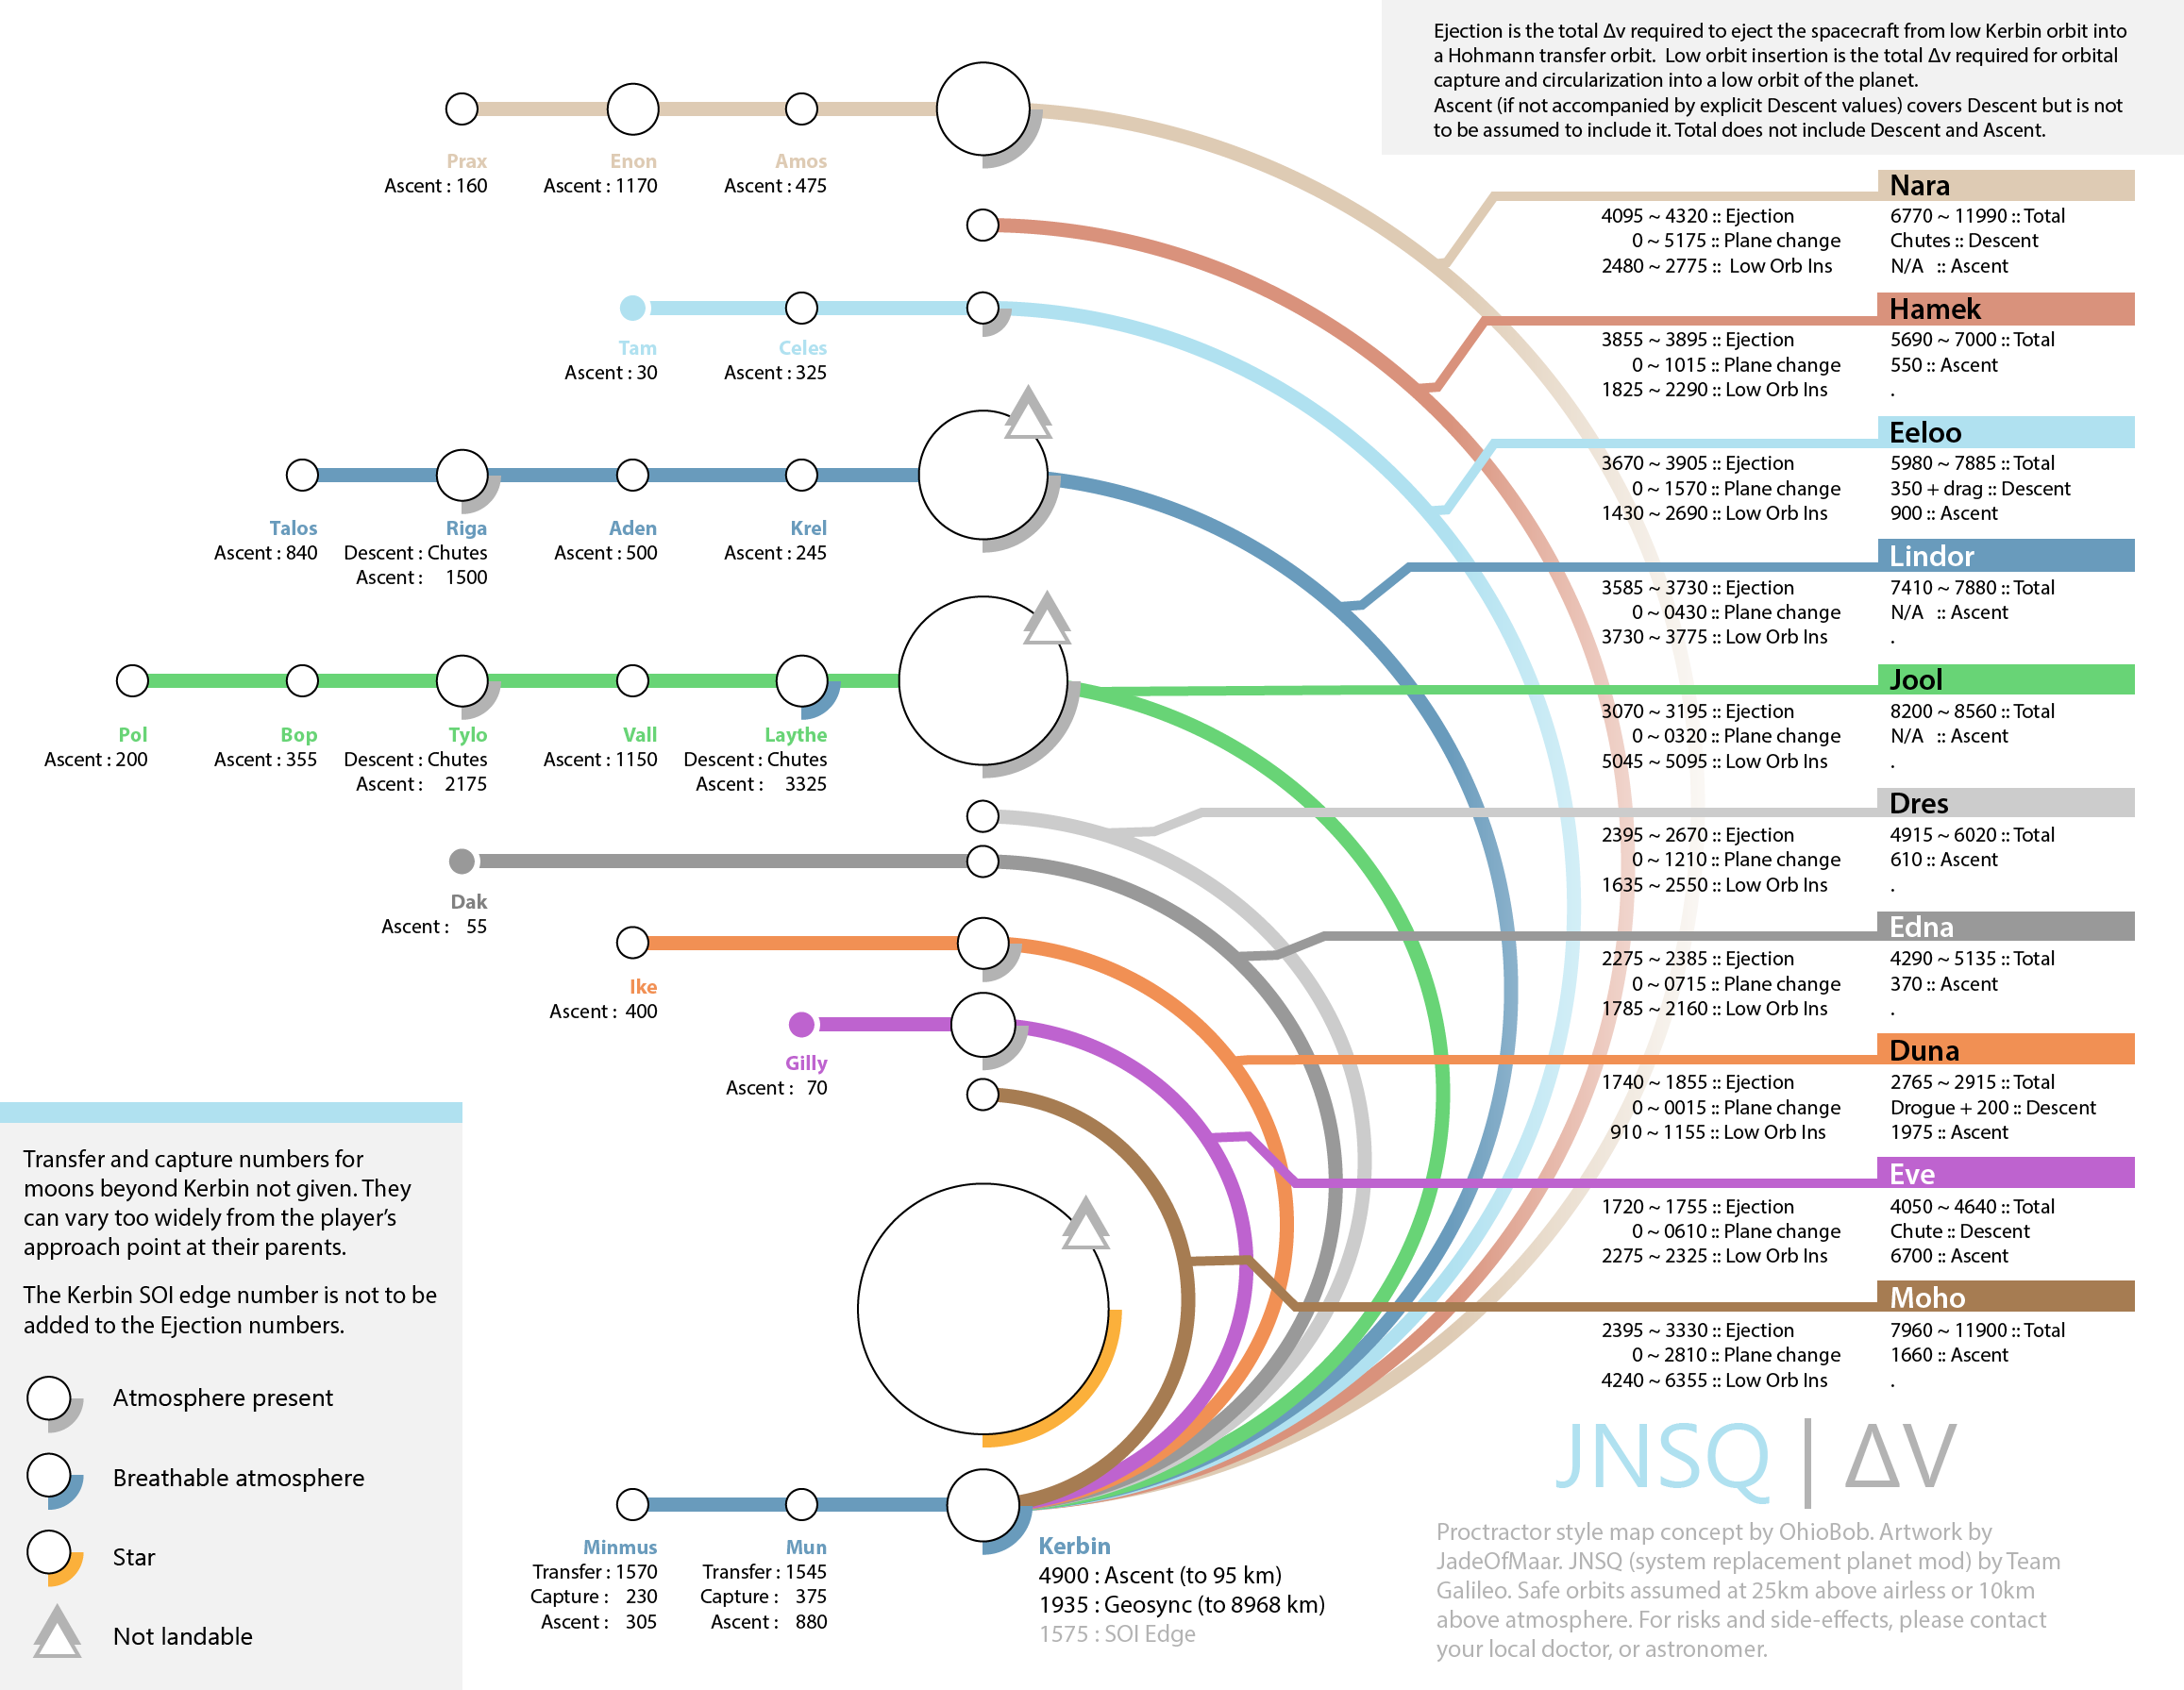 Ejection is the total Δv required to eject the spacecraft from low Kerbin orbit into
a Hohmann transfer orbit.  Low orbit insertion is the total Δv required for orbital
capture and circularization into a low orbit of the planet.
Ascent (if not accompanied by explicit Descent values) covers Descent but is not
to be assumed to include it. Total does not include Descent and Ascent.
Prax
Ascent : 160
Enon
Ascent : 1170
Amos
Ascent : 475
Nara
4095 ~ 4320 :: Ejection
0 ~ 5175 :: Plane change
2480 ~ 2775 ::  Low Orb Ins
6770 ~ 11990 :: Total
Chutes :: Descent
N/A   :: Ascent
Hamek
3855 ~ 3895 :: Ejection
0 ~ 1015 :: Plane change
1825 ~ 2290 :: Low Orb Ins
5690 ~ 7000 :: Total
550 :: Ascent
.
Tam
Ascent : 30
Celes
Ascent : 325
Eeloo
3670 ~ 3905 :: Ejection
0 ~ 1570 :: Plane change
1430 ~ 2690 :: Low Orb Ins
5980 ~ 7885 :: Total
350 + drag :: Descent
900 :: Ascent
Talos
Ascent : 840
Riga
Descent : Chutes
Ascent :    1500
Aden
Ascent : 500
Krel
Ascent : 245
Lindor
3585 ~ 3730 :: Ejection
0 ~ 0430 :: Plane change
3730 ~ 3775 :: Low Orb Ins
7410 ~ 7880 :: Total
N/A   :: Ascent
.
Pol
Ascent : 200
Bop
Ascent : 355
Tylo
Descent : Chutes
Ascent :    2175
Vall
Ascent : 1150
Laythe
Descent : Chutes
Ascent :    3325
Jool
3070 ~ 3195 :: Ejection
0 ~ 0320 :: Plane change
5045 ~ 5095 :: Low Orb Ins
8200 ~ 8560 :: Total
N/A   :: Ascent
.
Dres
2395 ~ 2670 :: Ejection
0 ~ 1210 :: Plane change
1635 ~ 2550 :: Low Orb Ins
4915 ~ 6020 :: Total
610 :: Ascent
.
Dak
Ascent :   55
Edna
2275 ~ 2385 :: Ejection
0 ~ 0715 :: Plane change
1785 ~ 2160 :: Low Orb Ins
4290 ~ 5135 :: Total
370 :: Ascent
.
Ike
Ascent :  400
Duna
1740 ~ 1855 :: Ejection
0 ~ 0015 :: Plane change
910 ~ 1155 :: Low Orb Ins
2765 ~ 2915 :: Total
Drogue + 200 :: Descent
1975 :: Ascent
Gilly
Ascent :  70
Eve
1720 ~ 1755 :: Ejection
0 ~ 0610 :: Plane change
2275 ~ 2325 :: Low Orb Ins
4050 ~ 4640 :: Total
Chute :: Descent
6700 :: Ascent
Moho
2395 ~ 3330 :: Ejection
0 ~ 2810 :: Plane change
4240 ~ 6355 :: Low Orb Ins
7960 ~ 11900 :: Total
1660 :: Ascent
.
Transfer and capture numbers for
moons beyond Kerbin not given. They
can vary too widely from the player's
approach point at their parents.
The Kerbin SOI edge number is not to be
added to the Ejection numbers.
Atmosphere present
Breathable atmosphere
Star
Not landable
Minmus
Transfer : 1570
Capture :   230
Ascent :   305
Mun
Transfer : 1545
Capture :   375
Ascent :   880
Kerbin
4900 : Ascent (to 95 km)
1935 : Geosync (to 8968 km)
1575 : SOI Edge
JNSQ | ΔV
Proctractor style map concept by OhioBob. Artwork by
JadeOfMaar. JNSQ (system replacement planet mod) by Team
Galileo. Safe orbits assumed at 25km above airless or 10km
above atmosphere. For risks and side-effects, please contact
your local doctor, or astronomer.